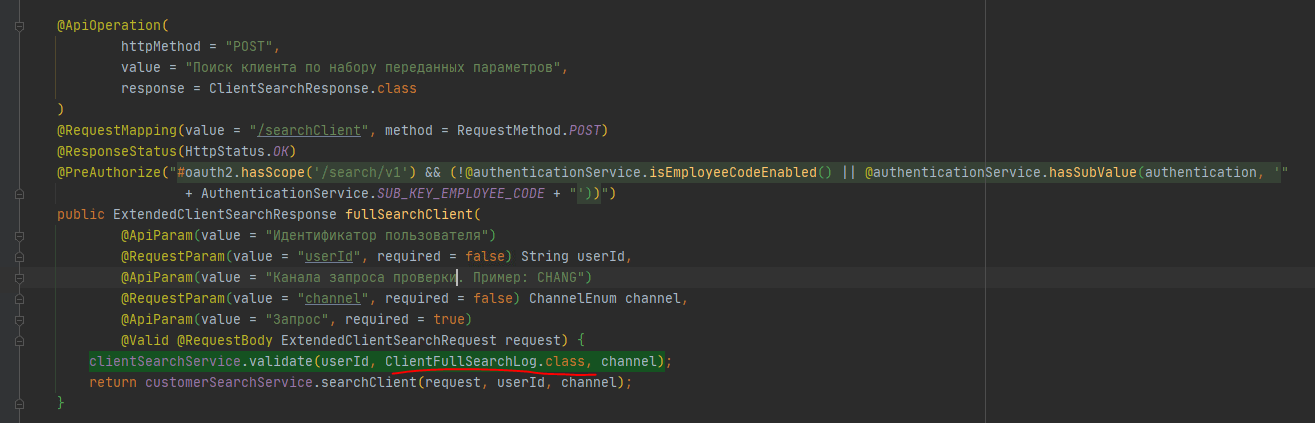 @ApiOperation(
httpMethod = "POST",
value = "Поиск клиента по набору переданных параметров",
response = ClientSearchResponse.class
)
@RequestMapping(value = "/searchClient", method = RequestMethod.POST)
@ResponseStatus(HttpStatus.OK)
@PreAuthorize("#oauth2.hasScope('/search/v1') && (!@authenticationService.isEmployeeCodeEnabled() || @authenticationService.hasSubValue(authentication, '"
+ AuthenticationService.SUB_KEY_EMPLOYEE_CODE + "'))")
public ExtendedClientSearchResponse fullSearchClient(
@ApiParam(value = "Идентификатор пользователя")
@RequestParam(value = "userId", required = false) String userId,
@ApiParam(value = "Канала запроса проверки. Пример: CHANG")
@RequestParam(value = "channel", required = false) ChannelEnum channel,
@ApiParam(value = "Запрос", required = true)
@Valid @RequestBody ExtendedClientSearchRequest request) {
clientSearchService.validate(userId, ClientFullSearchLog.class, channel);
return customerSearchService.searchClient(request, userId, channel);
}